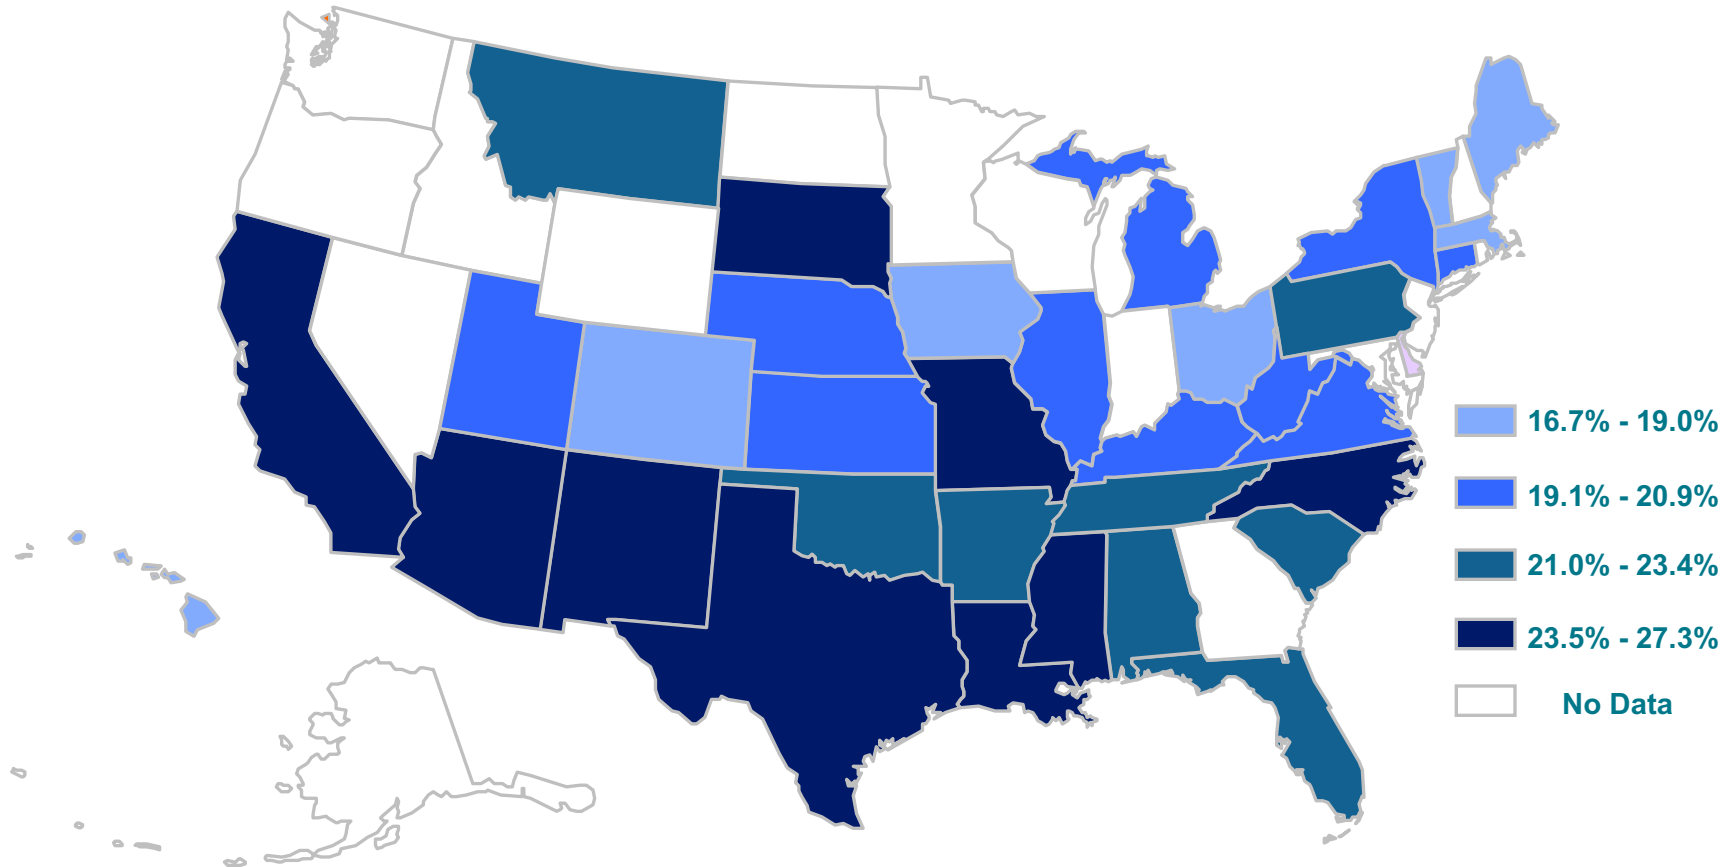 16.7% - 19.0%
19.1% - 20.9%
21.0% - 23.4%
23.5% - 27.3%
No Data